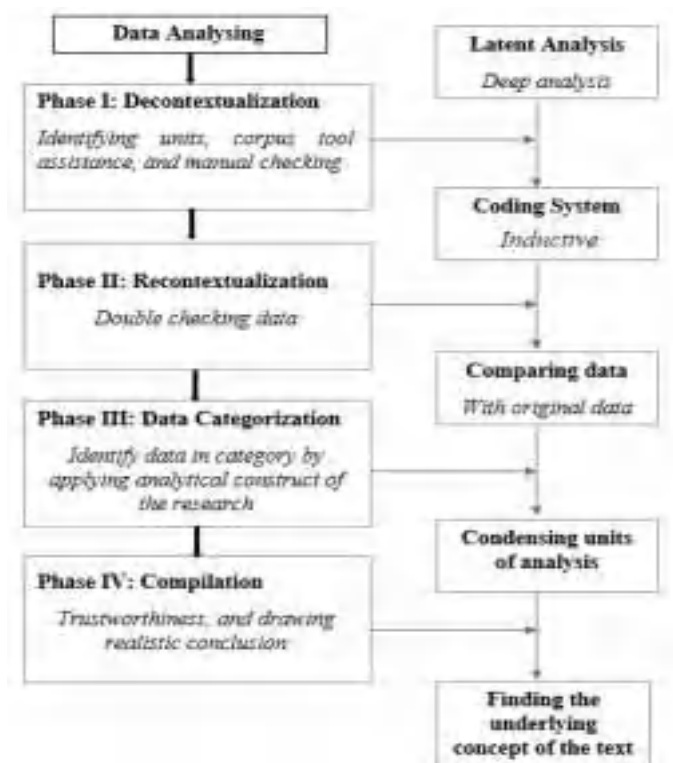 Data Analysing
Phase I: Decontextualization
Identifying units, corpus tool
assistance, and manual checking
Phase II: Recontextualization
Double checking data
Phase III: Data Categorization
Identify data in category by
applying analytical construct of
the research
Phase IV: Compilation
Trustworthiness, and drawing
realistic conclusion
Latent Analysis
Deep analysis
Coding System
Inductive
Comparing data
With original data
Condensing units
of analysis
Finding the
underlying
concept of the text